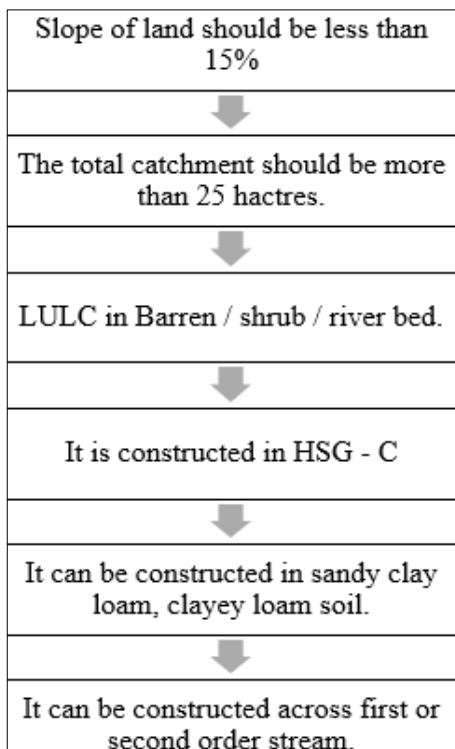 Slope of land should be less than
15%
The total catchment should be more
than 25 hactres.
LULC in Barren / shrub / river bed.
It is constructed in HSG - C
It can be constructed in sandy clay
loam, clayey loam soil.
It can be constructed across first or
second order stream.